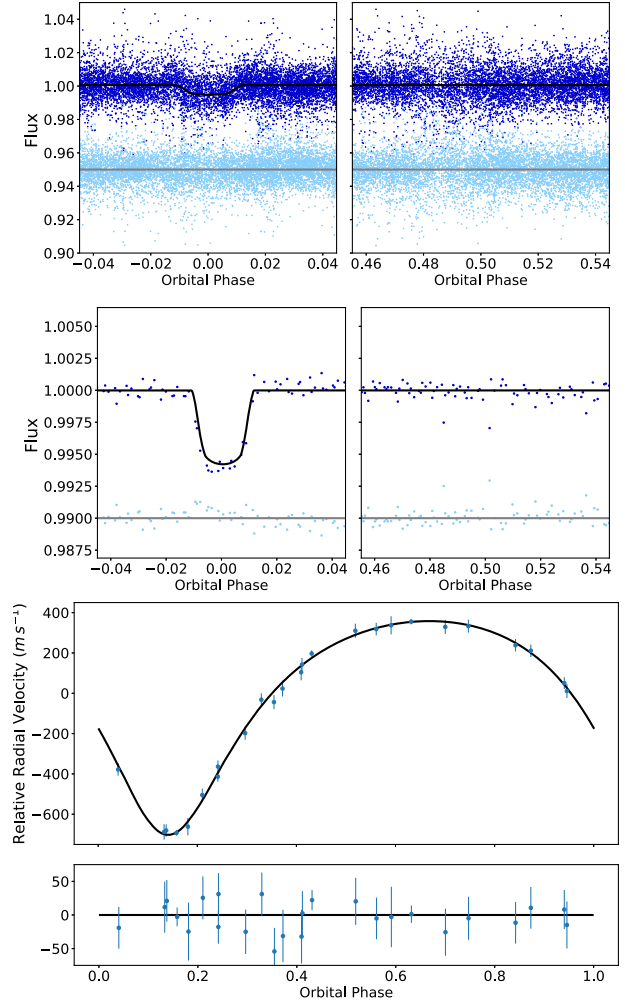 1.04
1.02
1.00
0.98
0.96
0.94
0.92
0.90
Flux
−0.04 −0.02 0.00 0.02 0.04
0.46 0.48 0.50 0.52 0.54
Orbital Phase
Orbital Phase
1.0050
1.0025
1.0000
0.9975
0.9950
0.9925
0.9900
0.9875
Flux
−0.04 −0.02 0.00 0.02 0.04
0.46 0.48 0.50 0.52 0.54
Orbital Phase
Orbital Phase
400
200
0
−200
−400
−600
Relative Radial Velocity (m s⁻¹)
50
0
−50
0.0 0.2 0.4 0.6 0.8 1.0
Orbital Phase